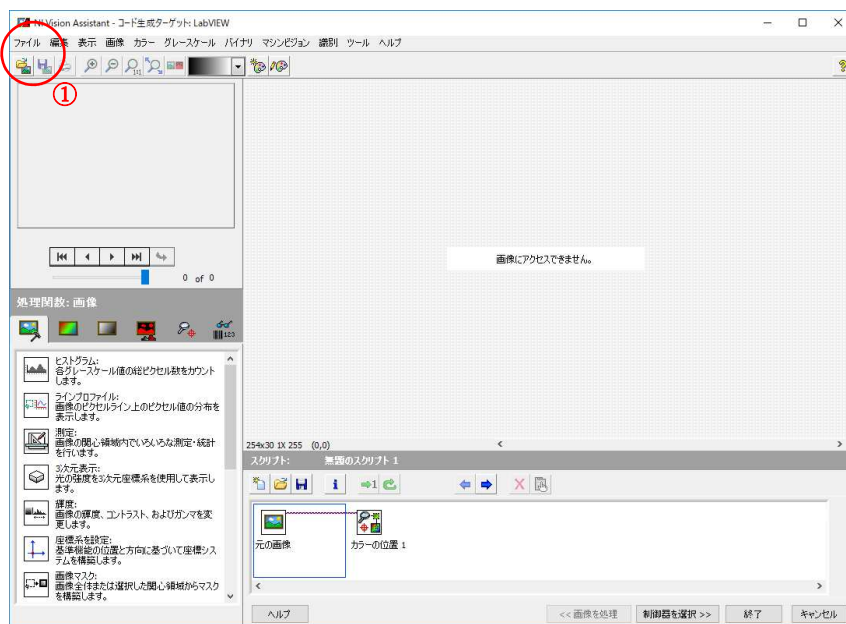 NI Vision Assistant - コード生成ターゲット: LabVIEW
ファイル 編集 表示 画像 カラー グレースケール バイナリ マシンビジョン 識別 ツール ヘルプ
①
画像にアクセスできません。
0 of 0
処理関数: 画像
ヒストグラム:
各グレースケール値の総ピクセル数をカウント
します。
ラインプロファイル:
画像のピクセルライン上のピクセル値の分布を
表示します。
測定:
画像の関心領域内でいろいろな測定・統計
を行います。
3次元表示:
光の強度を3次元座標系を使用して表示し
ます。
輝度:
画像の輝度、コントラスト、およびガンマを変
更します。
座標系を設定:
基準機能の位置と方向に基づいて座標シス
テムを構築します。
画像マスク:
画像全体または選択した関心領域からマスク
を構築します。
254x30 1X 255 (0,0)
スクリプト: 無題のスクリプト 1
元の画像
カラーの位置 1
ヘルプ
<< 画像を処理
制御器を選択 >>
終了
キャンセル